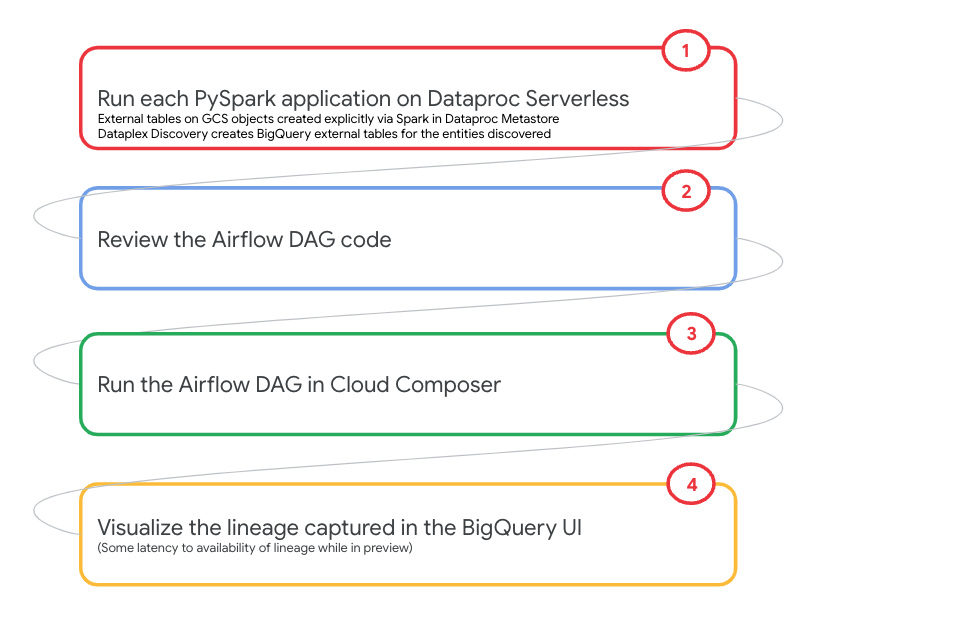 1
Run each PySpark application on Dataproc Serverless
External tables on GCS objects created explicitly via Spark in Dataproc Metastore
Dataplex Discovery creates BigQuery external tables for the entities discovered
2
Review the Airflow DAG code
3
Run the Airflow DAG in Cloud Composer
4
Visualize the lineage captured in the BigQuery UI
(Some latency to availability of lineage while in preview)